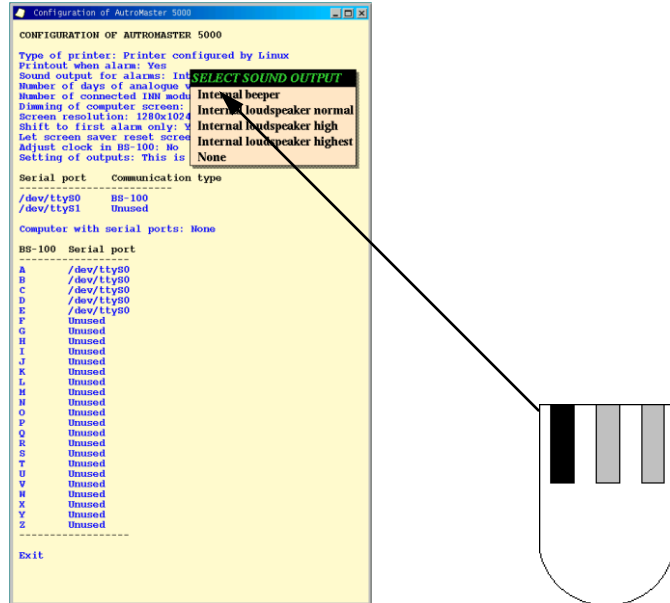 Configuration of AutroMaster 5000
CONFIGURATION OF AUTROMASTER 5000
Type of printer: Printer configured by Linux
Printout when alarm: Yes
Sound output for alarms: Int
SELECT SOUND OUTPUT
Number of days of analogue v
Internal beeper
Number of connected INN modu
Dimming of computer screen:
Internal loudspeaker normal
Screen resolution: 1280x1024
Shift to first alarm only: Y
Internal loudspeaker high
Let screen saver reset scree
Internal loudspeaker highest
Adjust clock in BS-100: No
Setting of outputs: This is
None
Serial port Communication type
-------------------------
/dev/ttyS0 BS-100
/dev/ttyS1 Unused
Computer with serial ports: None
BS-100 Serial port
------------------
A /dev/ttyS0
B /dev/ttyS0
C /dev/ttyS0
D /dev/ttyS0
E /dev/ttyS0
F Unused
G Unused
H Unused
I Unused
J Unused
K Unused
L Unused
M Unused
N Unused
O Unused
P Unused
Q Unused
R Unused
S Unused
T Unused
U Unused
V Unused
W Unused
X Unused
Y Unused
Z Unused
------------------
Exit